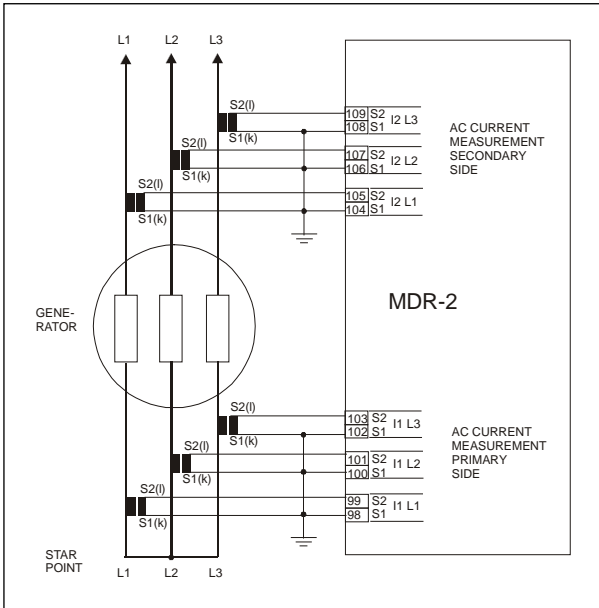 L1 L2 L3
S2(l)
109 S2 I2 L3
108 S1
S1(k)
AC CURRENT
MEASUREMENT
SECONDARY
SIDE
S2(l)
107 S2 I2 L2
106 S1
S1(k)
S2(l)
105 S2 I2 L1
104 S1
S1(k)
MDR-2
GENE-
RATOR
S2(l)
103 S2 I1 L3
102 S1
S1(k)
AC CURRENT
MEASUREMENT
PRIMARY
SIDE
S2(l)
101 S2 I1 L2
100 S1
S1(k)
S2(l)
99 S2 I1 L1
98 S1
S1(k)
STAR
POINT
L1 L2 L3